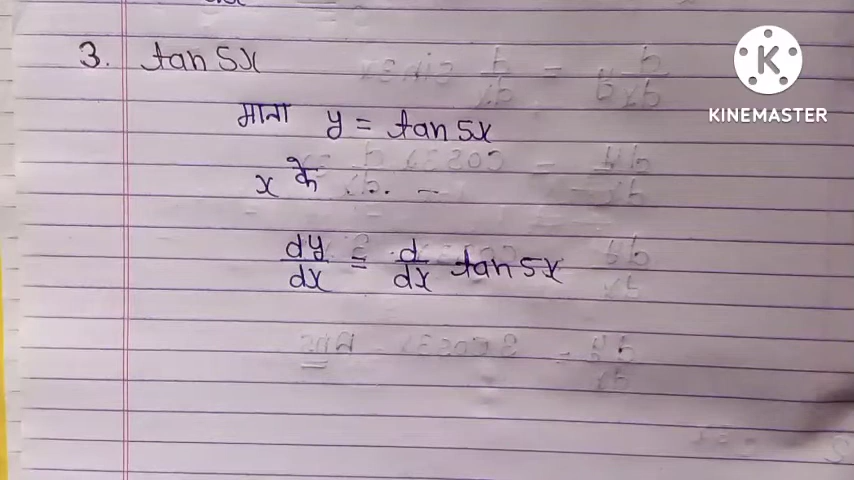 3. tan 5x
माना y = tan 5x
x के . . --
dy/dx = d/dx tan 5x
KINEMASTER